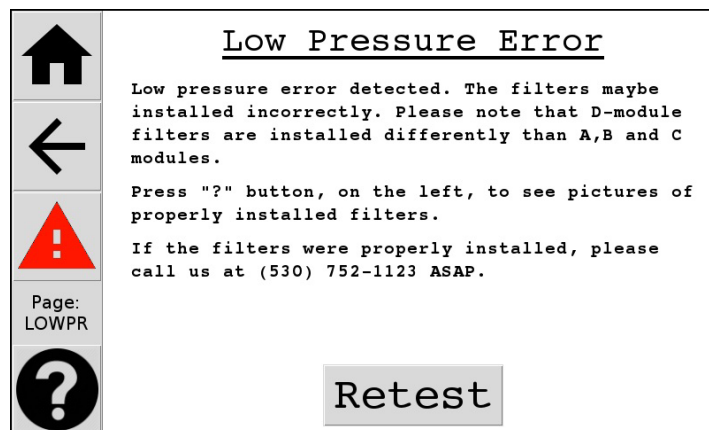 Low Pressure Error
Low pressure error detected. The filters maybe
installed incorrectly. Please note that D-module
filters are installed differently than A,B and C
modules.
Press "?" button, on the left, to see pictures of
properly installed filters.
If the filters were properly installed, please
call us at (530) 752-1123 ASAP.
!
Page:
LOWPR
?
Retest